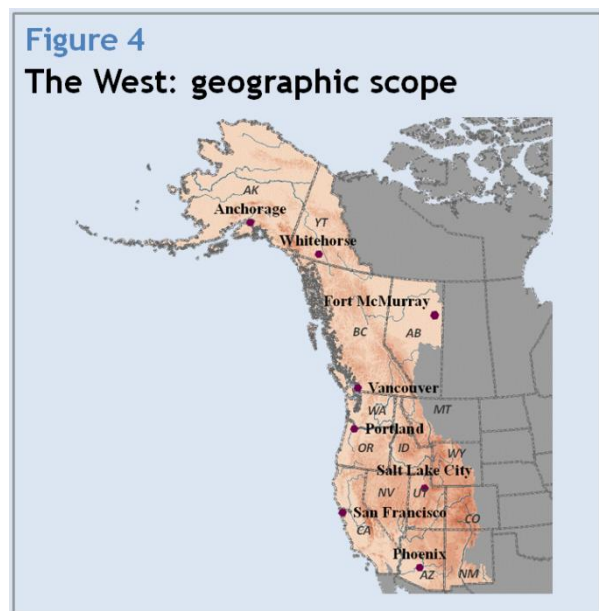 Figure 4
The West: geographic scope
AK
Anchorage
YT
Whitehorse
Fort McMurray
BC
AB
Vancouver
WA
MT
Portland
OR
ID
WY
Salt Lake City
NV
UT
San Francisco
CO
CA
Phoenix
AZ
NM